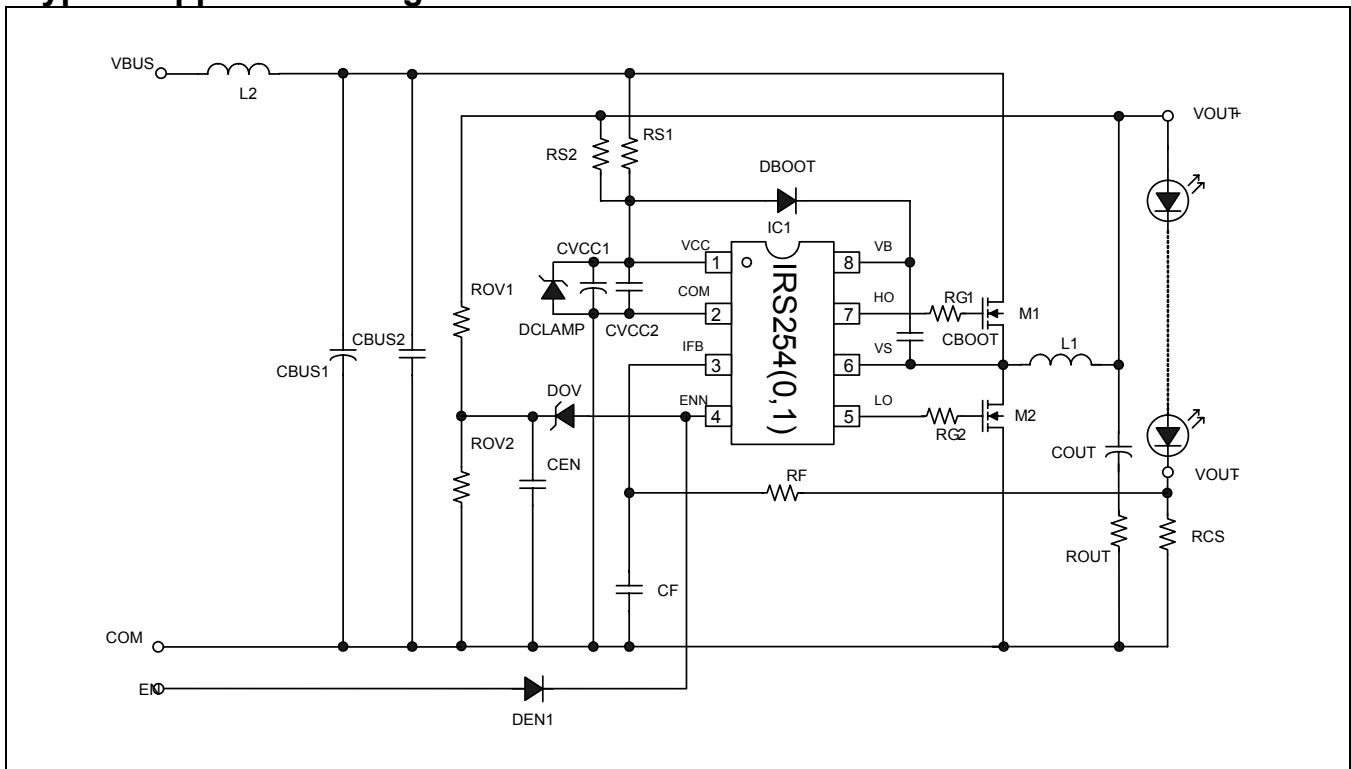 VBUS
L2
VOUT+
RS1
RS2
DBOOT
IC1
CVCC1
VCC
1
8
VB
COM
2
7
HO
RG1
M1
DCLAMP
CVCC2
CBOOT
L1
ROV1
IFB
3
6
VS
CBUS2
CBUS1
DOV
ENN
4
5
LO
M2
IRS254(0,1)
RG2
ROV2
CEN
COUT
VOUT-
RF
ROUT
RCS
CF
COM
EN
DEN1